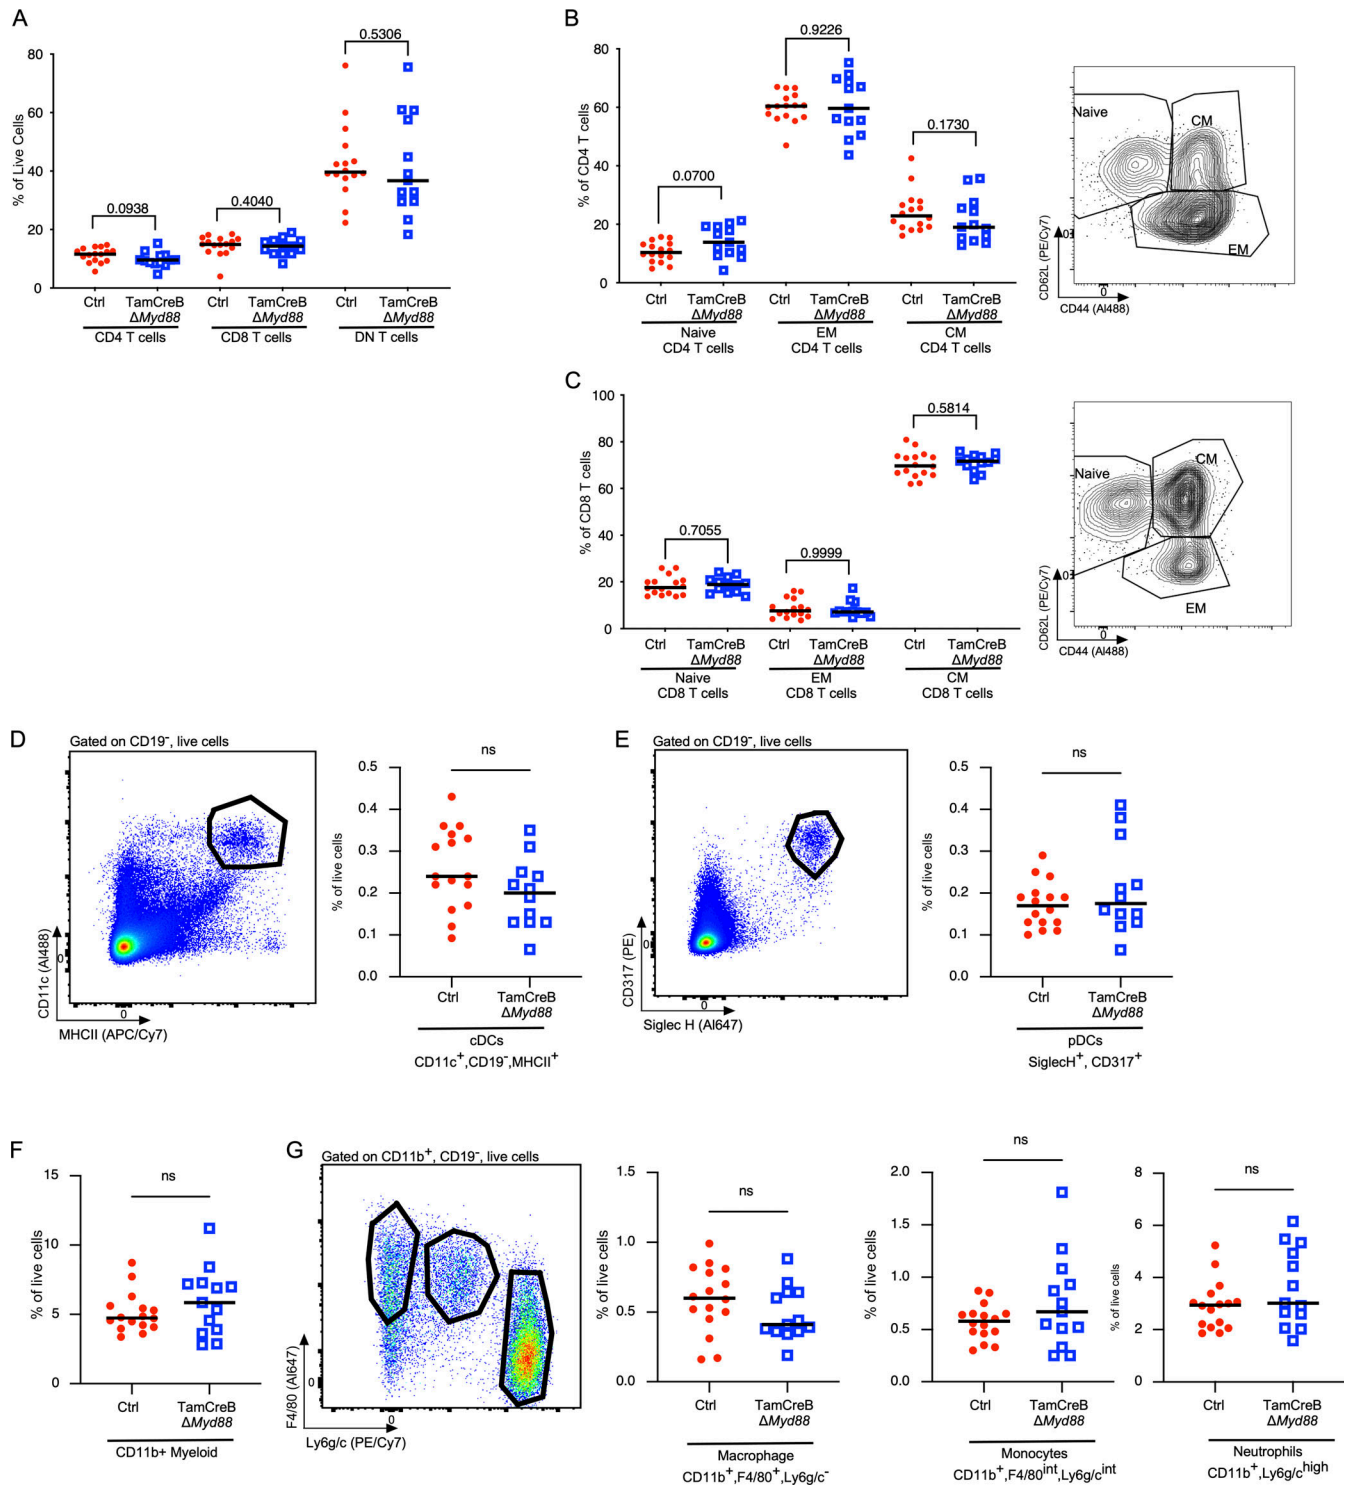 A
% of Live Cells
80
60
40
20
0
0.0938
0.4040
0.5306
Ctrl TamCreB Ctrl TamCreB Ctrl TamCreB
ΔMyd88 ΔMyd88 ΔMyd88
CD4 T cells CD8 T cells DN T cells
B
% of CD4 T cells
80
60
40
20
0
0.0700
0.9226
0.1730
Ctrl TamCreB Ctrl TamCreB Ctrl TamCreB
ΔMyd88 ΔMyd88 ΔMyd88
Naive EM CM
CD4 T cells CD4 T cells CD4 T cells
Naive
CM
EM
CD62L (PE/Cy7)
0
0
CD44 (Al488)
C
% of CD8 T cells
100
80
60
40
20
0
0.7055
0.9999
0.5814
Ctrl TamCreB Ctrl TamCreB Ctrl TamCreB
ΔMyd88 ΔMyd88 ΔMyd88
Naive EM CM
CD8 T cells CD8 T cells CD8 T cells
Naive
CM
EM
CD62L (PE/Cy7)
0
0
CD44 (Al488)
D
Gated on CD19⁻, live cells
CD11c (Al488)
0
0
MHCII (APC/Cy7)
ns
% of live cells
0.5
0.4
0.3
0.2
0.1
0.0
Ctrl TamCreB
ΔMyd88
cDCs
CD11c⁺,CD19⁻,MHCII⁺
E
Gated on CD19⁻, live cells
CD317 (PE)
0
0
Siglec H (Al647)
ns
% of live cells
0.5
0.4
0.3
0.2
0.1
0.0
Ctrl TamCreB
ΔMyd88
pDCs
SiglecH⁺, CD317⁺
F
ns
% of live cells
15
10
5
0
Ctrl TamCreB
ΔMyd88
CD11b+ Myeloid
G
Gated on CD11b⁺, CD19⁻, live cells
F4/80 (Al647)
0
0
Ly6g/c (PE/Cy7)
ns
% of live cells
1.5
1.0
0.5
0.0
Ctrl TamCreB
ΔMyd88
Macrophage
CD11b⁺,F4/80⁺,Ly6g/c⁻
ns
% of live cells
2.0
1.5
1.0
0.5
0.0
Ctrl TamCreB
ΔMyd88
Monocytes
CD11b⁺,F4/80ⁱⁿᵗ,Ly6g/cⁱⁿᵗ
ns
% of live cells
8
6
4
2
0
Ctrl TamCreB
ΔMyd88
Neutrophils
CD11b⁺,Ly6g/cʰⁱᵍʰ